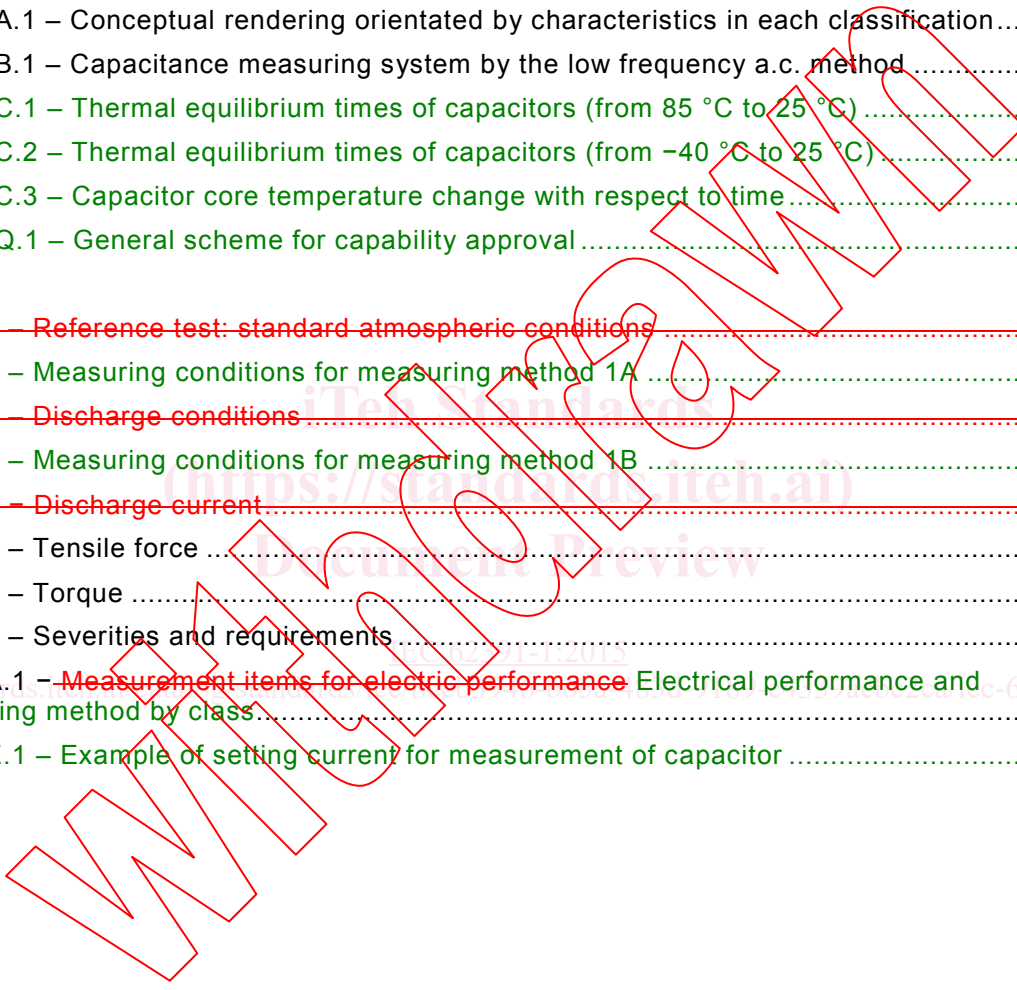 A.1 – Conceptual rendering orientated by characteristics in each classification...
B.1 – Capacitance measuring system by the low frequency a.c. method .............
C.1 – Thermal equilibrium times of capacitors (from 85 °C to 25 °C) ...................
C.2 – Thermal equilibrium times of capacitors (from −40 °C to 25 °C) .................
C.3 – Capacitor core temperature change with respect to time ............................
Q.1 – General scheme for capability approval .....................................................
– Reference test: standard atmospheric conditions ...........................................
– Measuring conditions for measuring method 1A .............................................
iTeh Standards
– Discharge conditions .......................................................................................
– Measuring conditions for measuring method 1B .............................................
(https://standards.iteh.ai)
– Discharge current ............................................................................................
– Tensile force ...................................................................................................
Document Preview
– Torque ............................................................................................................
– Severities and requirements ...........................................................................
IEC 62391-1:2015
.1 – Measurement items for electric performance Electrical performance and
ing method by class ............................................................................................
.1 – Example of setting current for measurement of capacitor ............................
withdrawn